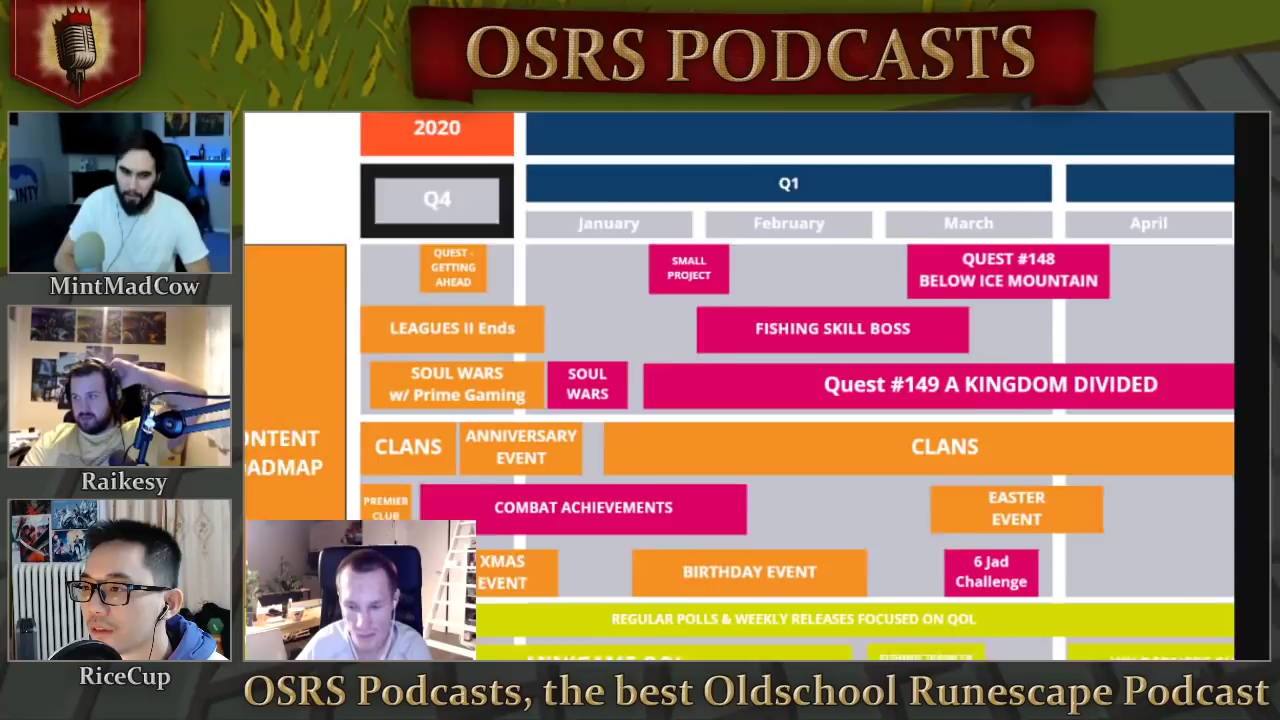 OSRS PODCASTS
2020
Q4
Q1
January
February
March
April
QUEST -
GETTING
AHEAD
SMALL
PROJECT
QUEST #148
BELOW ICE MOUNTAIN
LEAGUES II Ends
FISHING SKILL BOSS
SOUL WARS
w/ Prime Gaming
SOUL
WARS
Quest #149 A KINGDOM DIVIDED
ONTENT
ADMAP
CLANS
ANNIVERSARY
EVENT
CLANS
PREMIER
CLUB
COMBAT ACHIEVEMENTS
EASTER
EVENT
XMAS
EVENT
BIRTHDAY EVENT
6 Jad
Challenge
REGULAR POLLS & WEEKLY RELEASES FOCUSED ON QOL
MintMadCow
Raikesy
RiceCup
OSRS Podcasts, the best Oldschool Runescape Podcast